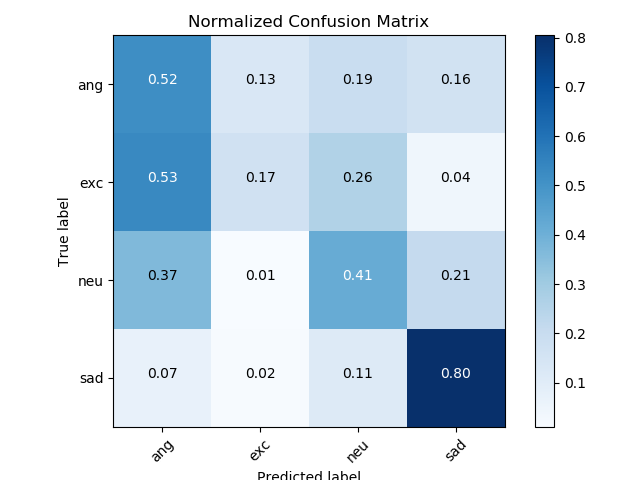 Normalized Confusion Matrix
ang 0.52 0.13 0.19 0.16
exc 0.53 0.17 0.26 0.04
neu 0.37 0.01 0.41 0.21
sad 0.07 0.02 0.11 0.80
True label
ang exc neu sad
Predicted label
0.8
0.7
0.6
0.5
0.4
0.3
0.2
0.1